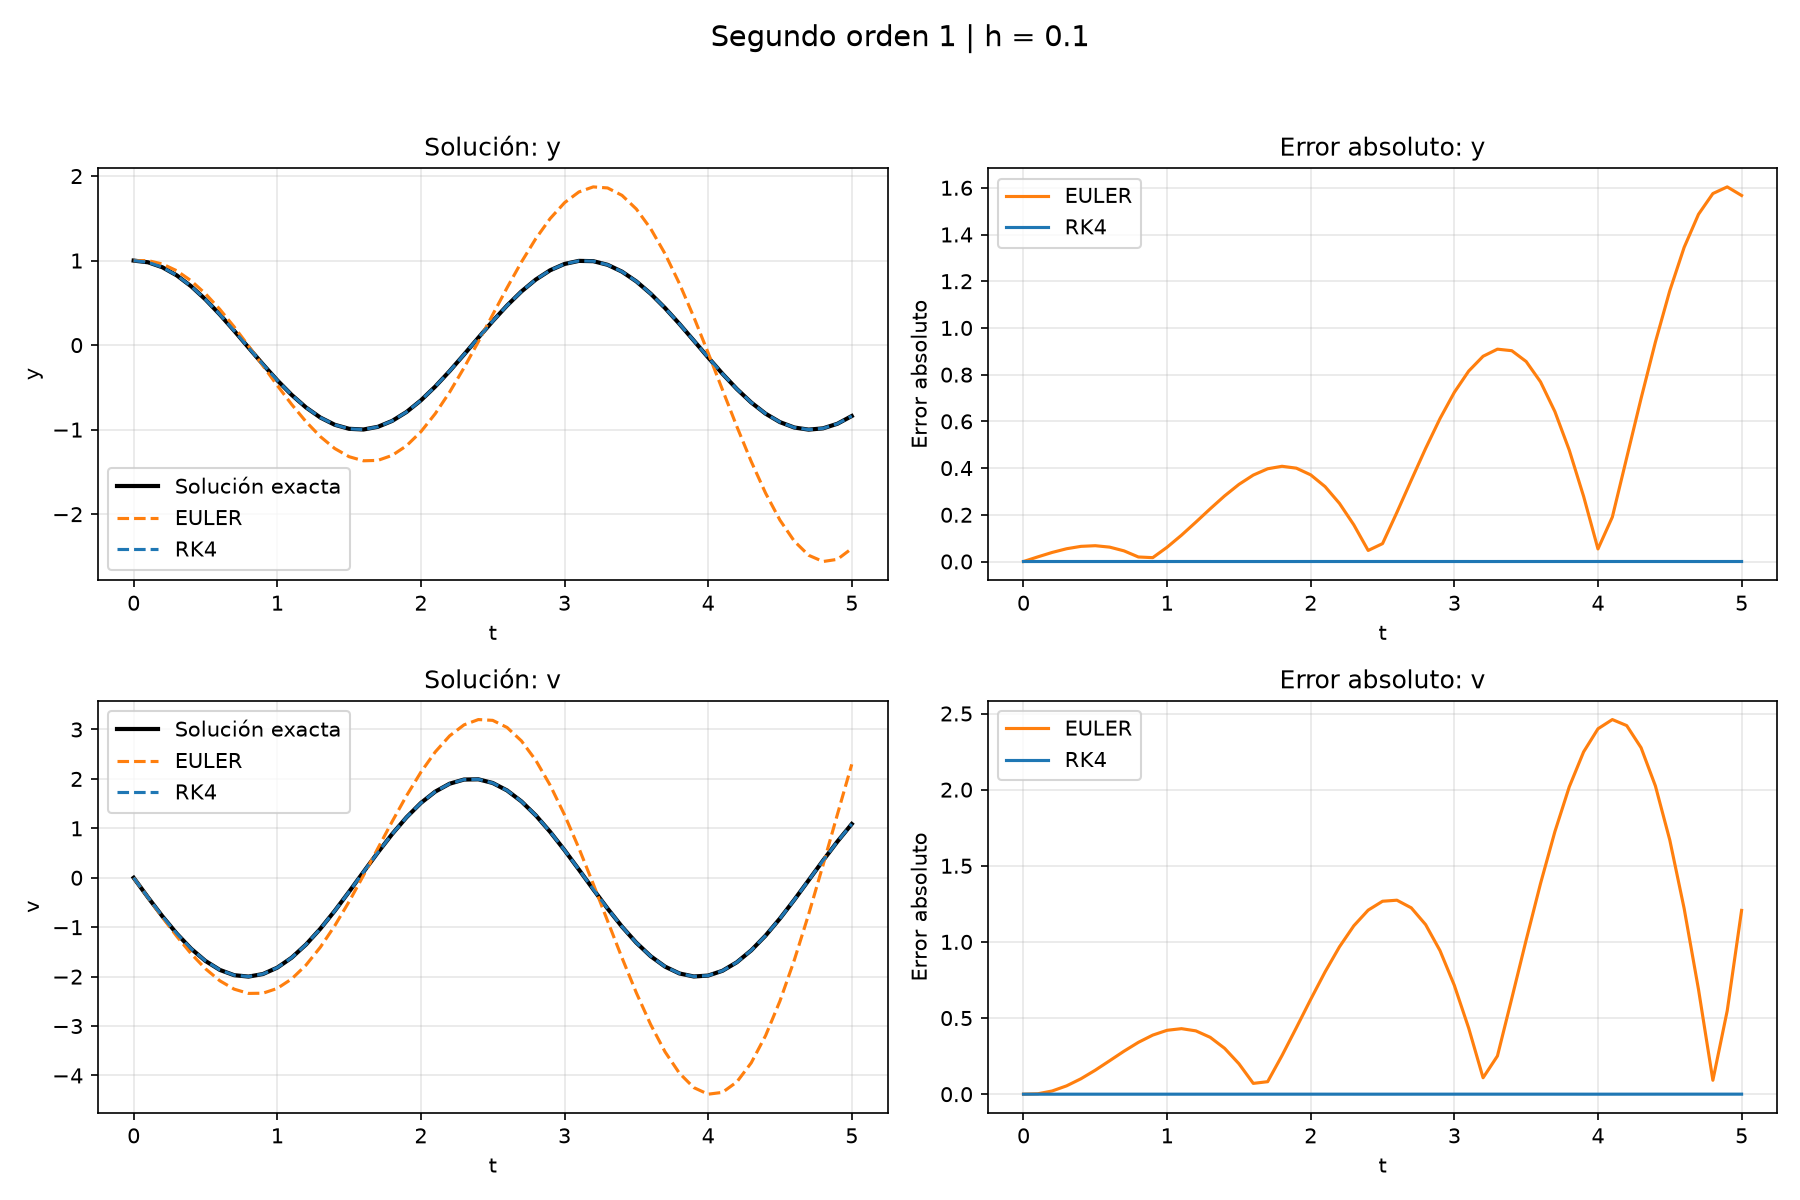 Segundo orden 1 | h = 0.1
Solución: y
2
1
0
−1
−2
y
Solución exacta
EULER
RK4
0 1 2 3 4 5
t
Error absoluto: y
1.6
1.4
1.2
1.0
0.8
0.6
0.4
0.2
0.0
Error absoluto
EULER
RK4
0 1 2 3 4 5
t
Solución: v
3
2
1
0
−1
−2
−3
−4
v
Solución exacta
EULER
RK4
0 1 2 3 4 5
t
Error absoluto: v
2.5
2.0
1.5
1.0
0.5
0.0
Error absoluto
EULER
RK4
0 1 2 3 4 5
t